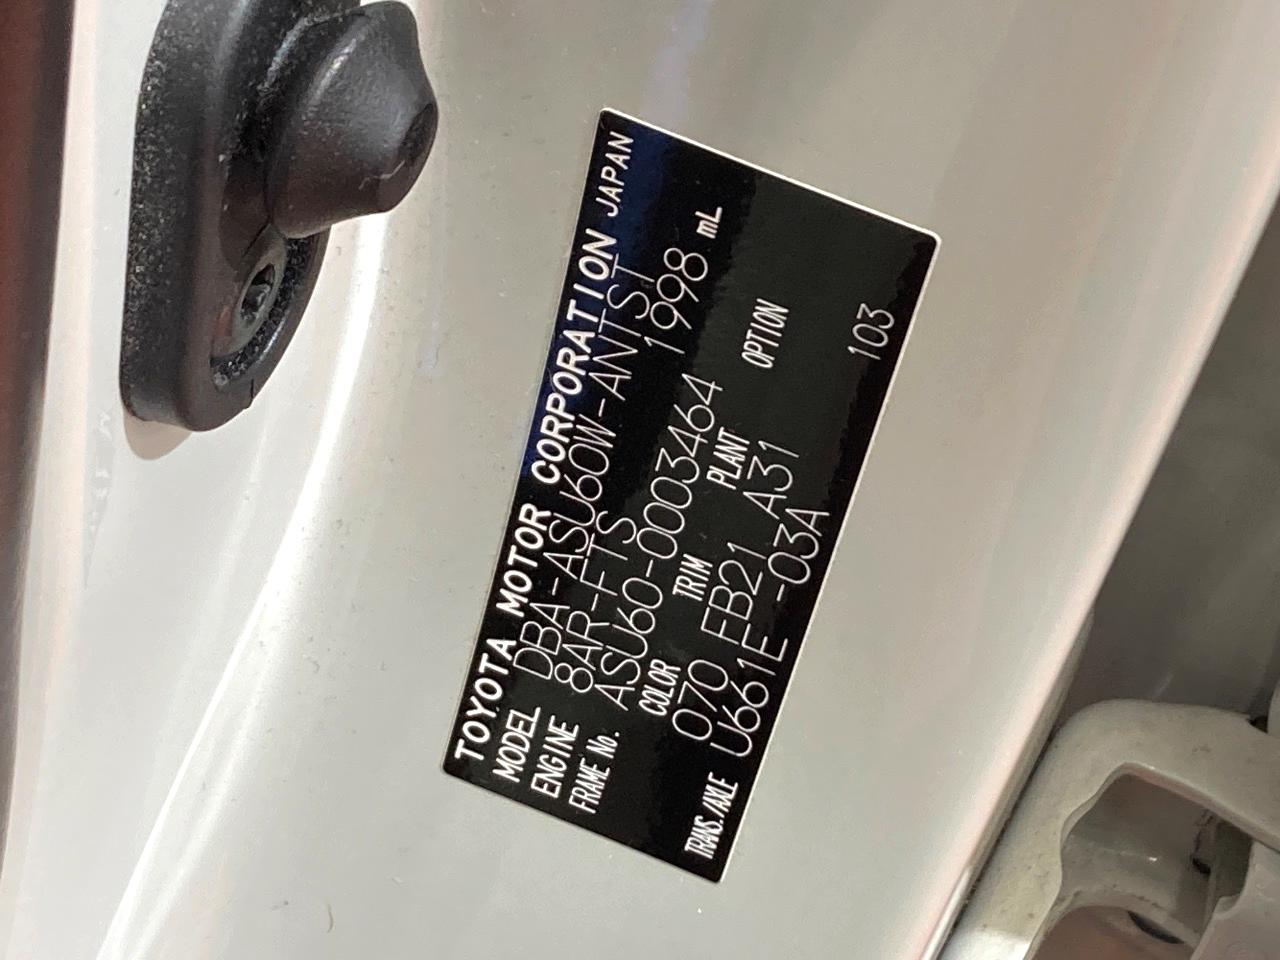 TOYOTA MOTOR CORPORATION JAPAN
MODEL DBA-ASU60W-ANTST
ENGINE 8AR-FTS 1998 mL
FRAME No. ASU60-0003464
COLOR TRIM PLANT OPTION
070 FB21 A31
TRANS./AXLE U661E -03A 103